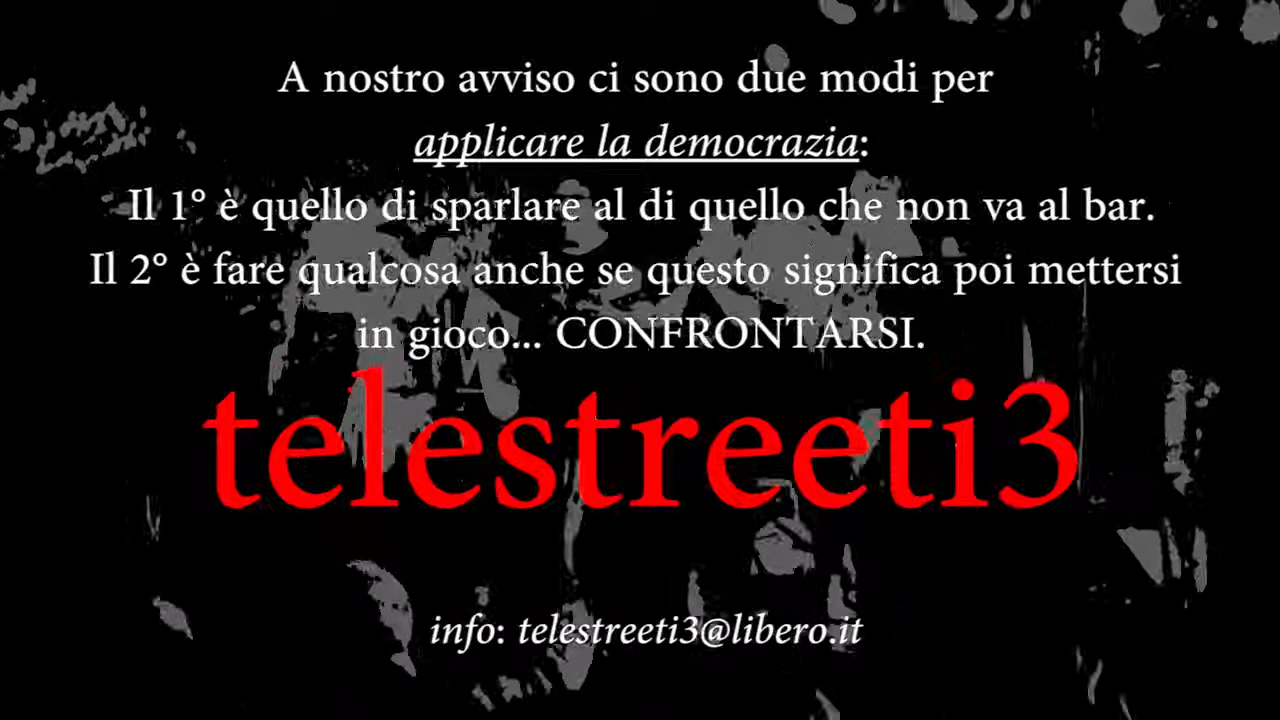 A nostro avviso ci sono due modi per
applicare la democrazia:
Il 1° è quello di sparlare al di quello che non va al bar.
Il 2° è fare qualcosa anche se questo significa poi mettersi
in gioco... CONFRONTARSI.
telestreeti3
info: telestreeti3@libero.it